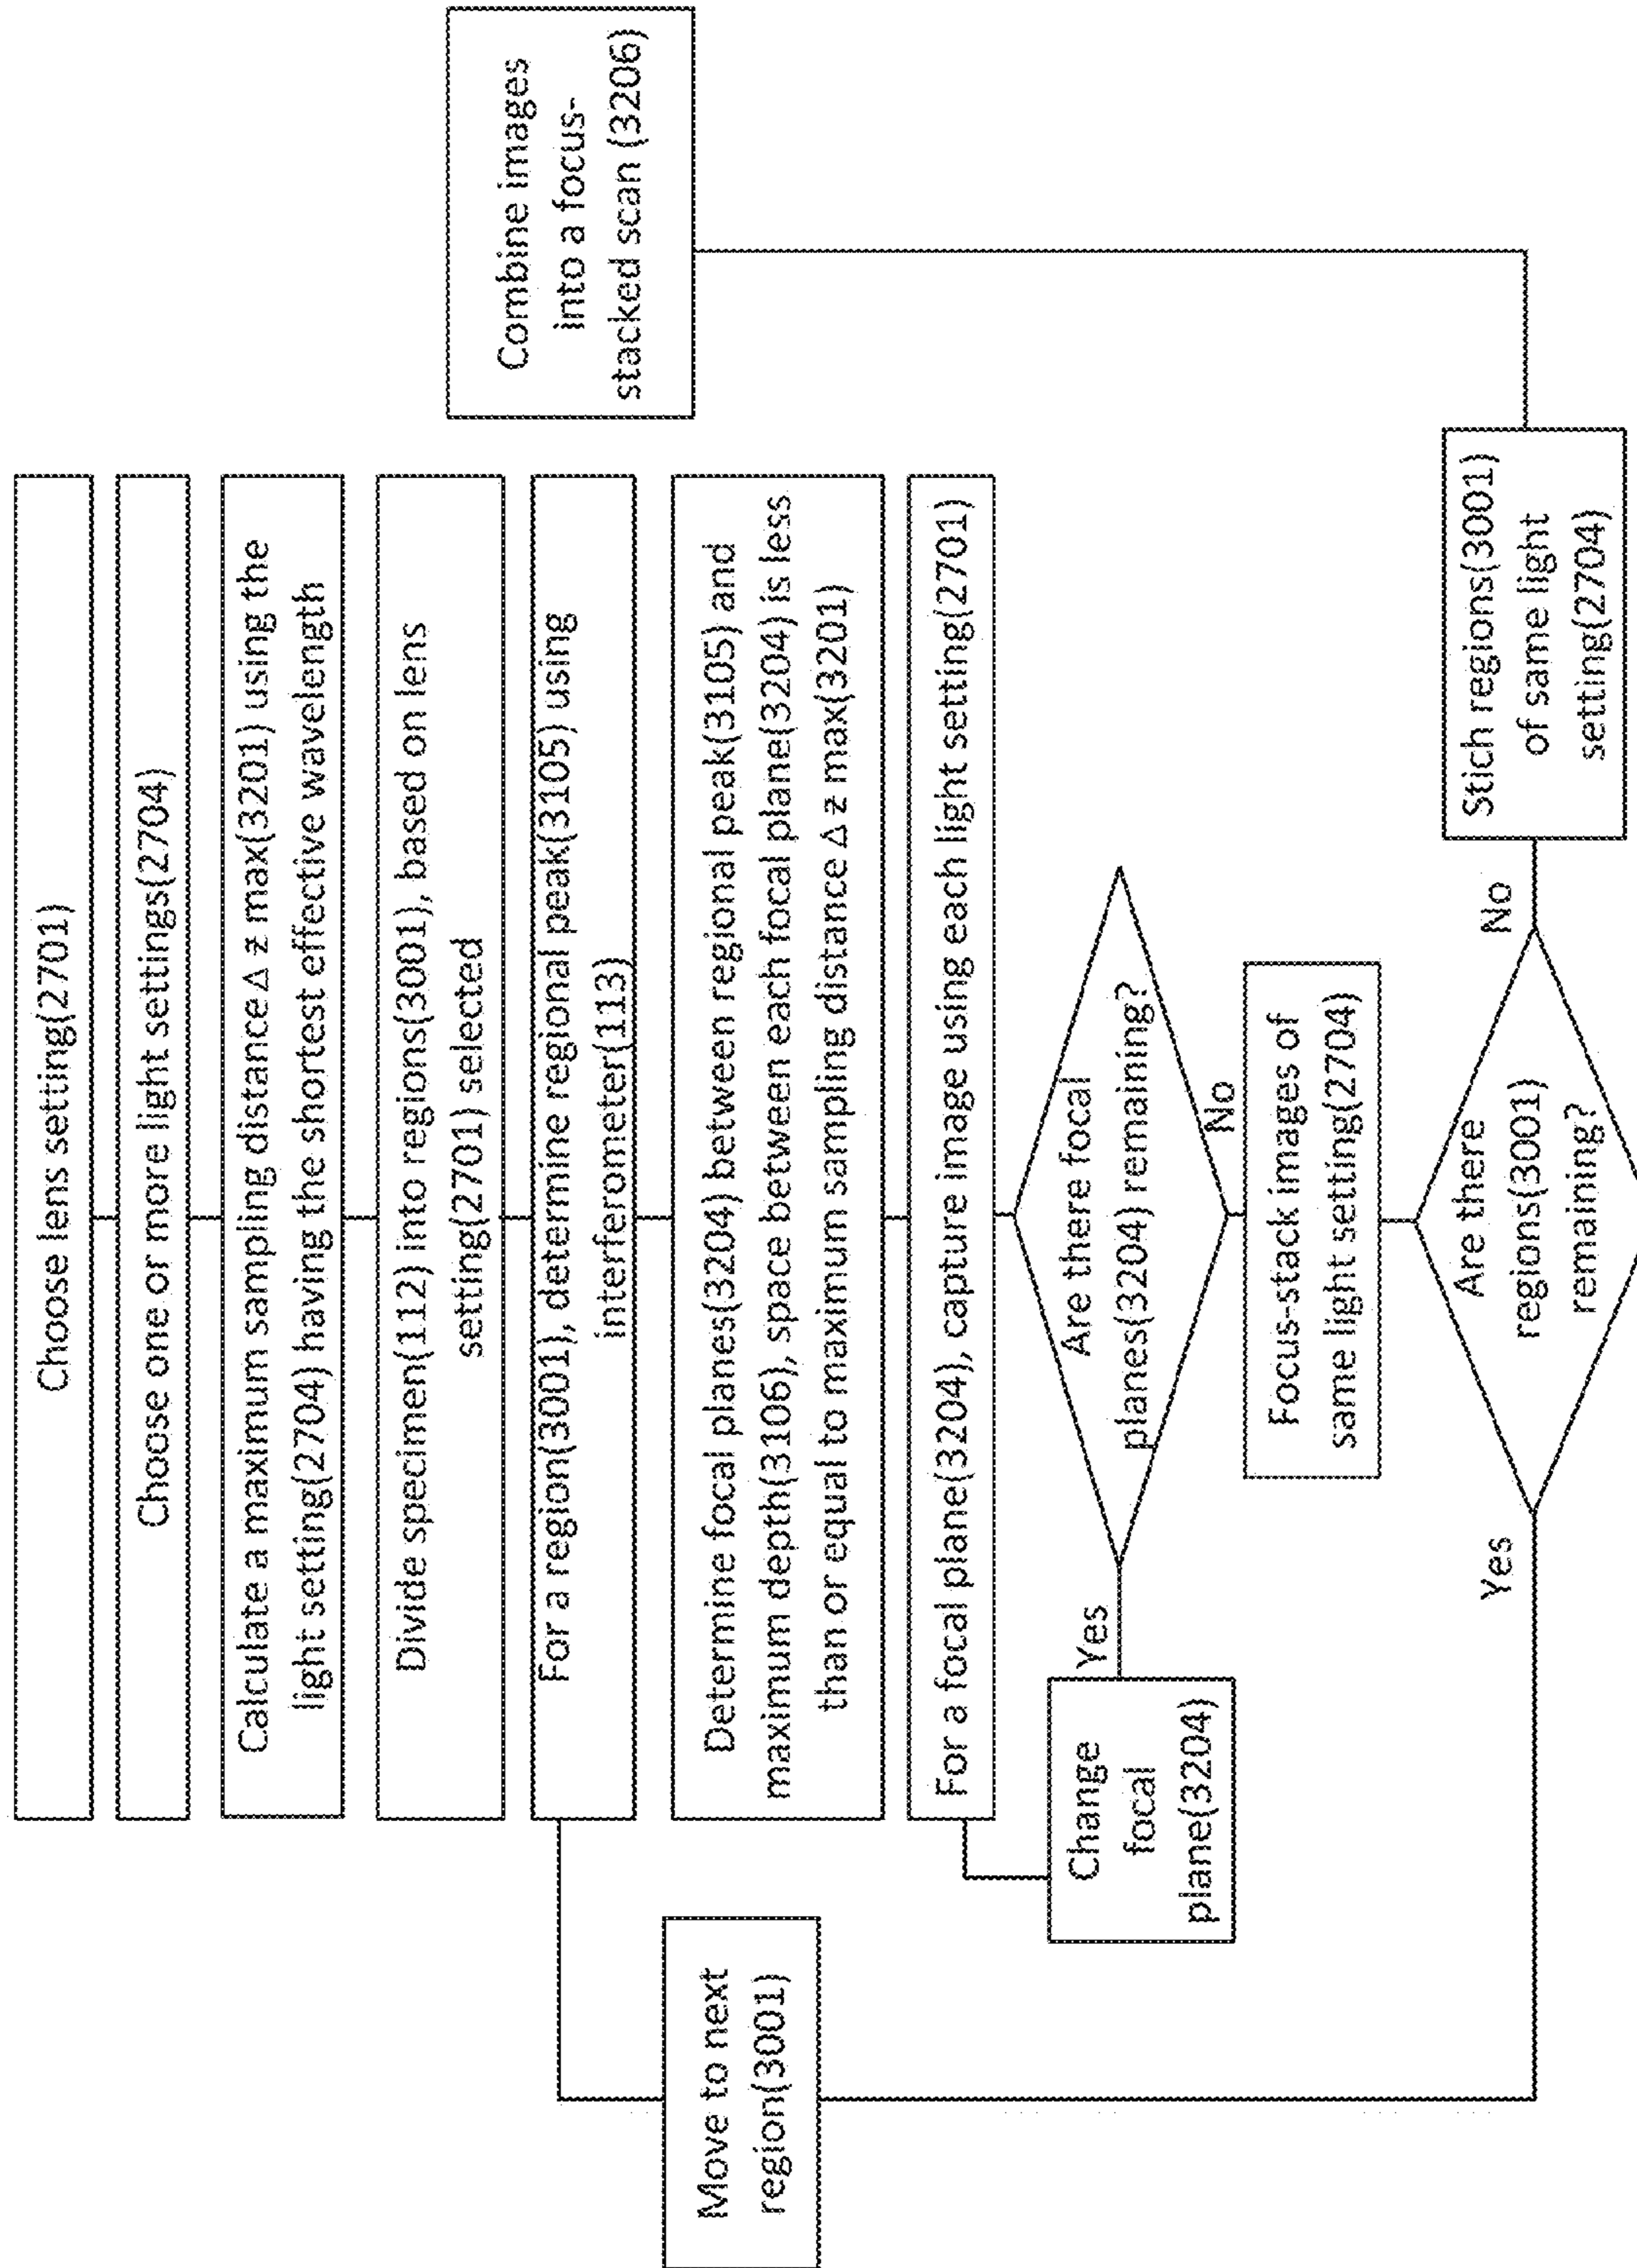 Choose lens setting(2701)
Choose one or more light settings(2704)
Calculate a maximum sampling distance Δ z max(3201) using the
light setting(2704) having the shortest effective wavelength
Divide specimen(112) into regions(3001), based on lens
setting(2701) selected
For a region(3001), determine regional peak(3105) using
interferometer(113)
Determine focal planes(3204) between regional peak(3105) and
maximum depth(3106), space between each focal plane(3204) is less
than or equal to maximum sampling distance Δ z max(3201)
For a focal plane(3204), capture image using each light setting(2701)
Are there focal
planes(3204) remaining?
Yes
No
Change
focal
plane(3204)
Focus-stack images of
same light setting(2704)
Are there
regions(3001)
remaining?
Yes
No
Move to next
region(3001)
Stich regions(3001)
of same light
setting(2704)
Combine images
into a focus-
stacked scan (3206)